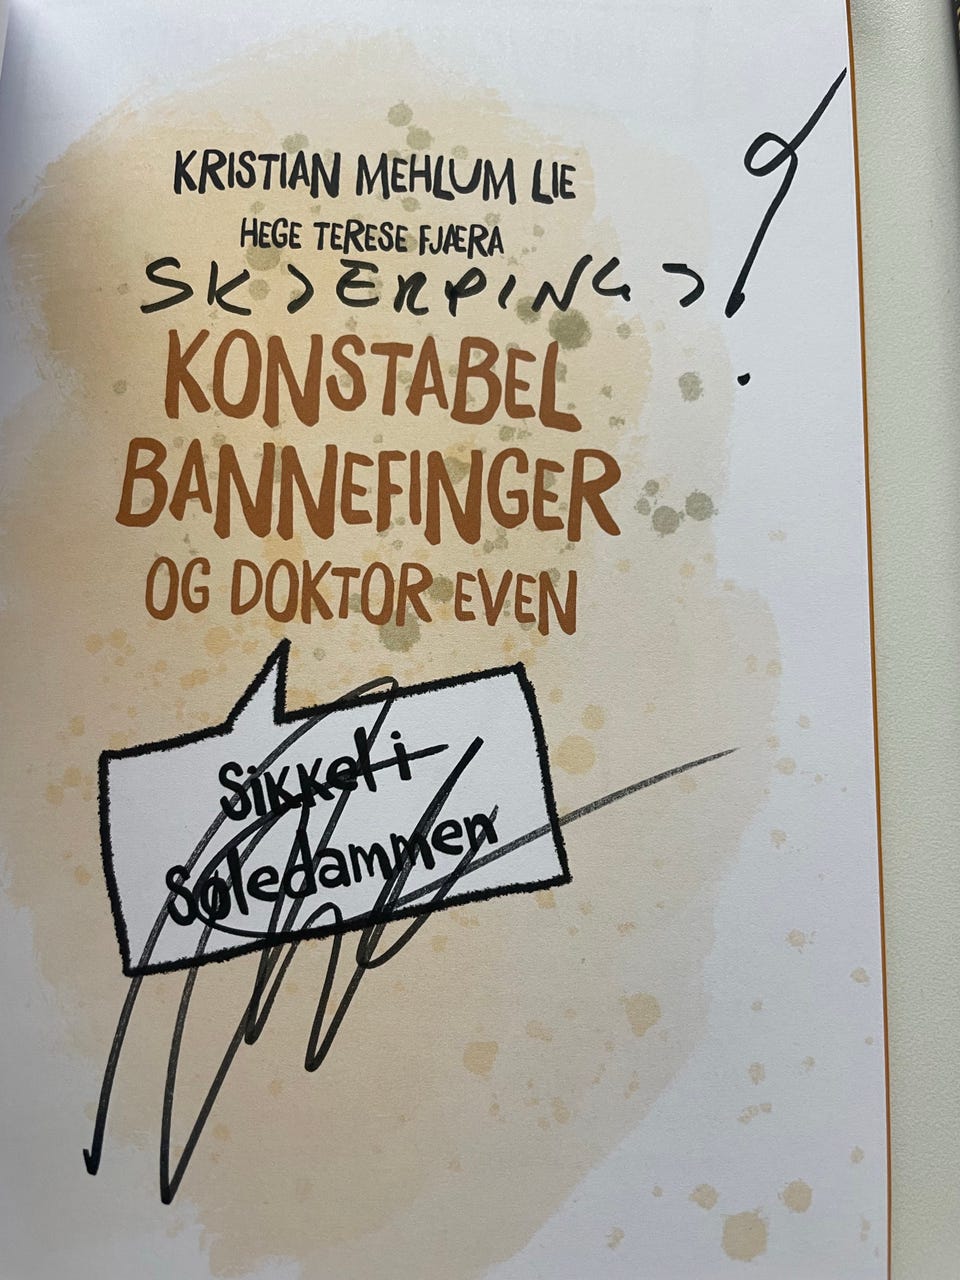 KRISTIAN MEHLUM LIE
HEGE TERESE FJÆRA
SKJERPINGS!
KONSTABEL
BANNEFINGER
OG DOKTOR EVEN
Sikkel i
Søledammen